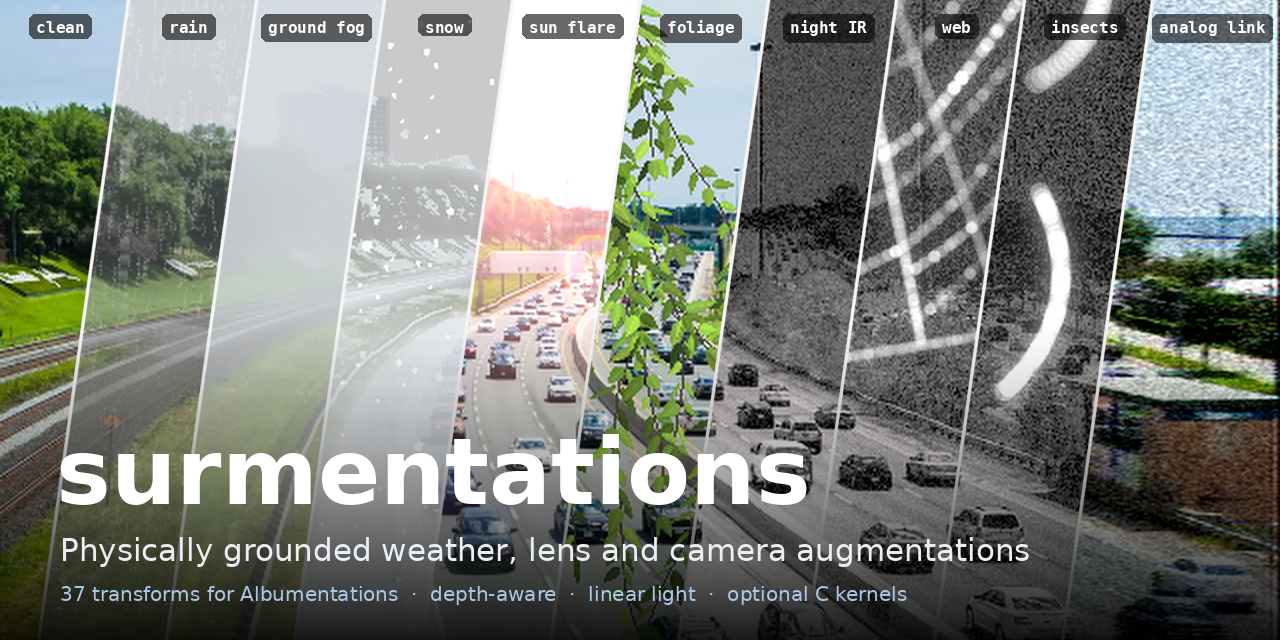 clean
rain
ground fog
snow
sun flare
foliage
night IR
web
insects
analog link
surmentations
Physically grounded weather, lens and camera augmentations
37 transforms for Albumentations · depth-aware · linear light · optional C kernels